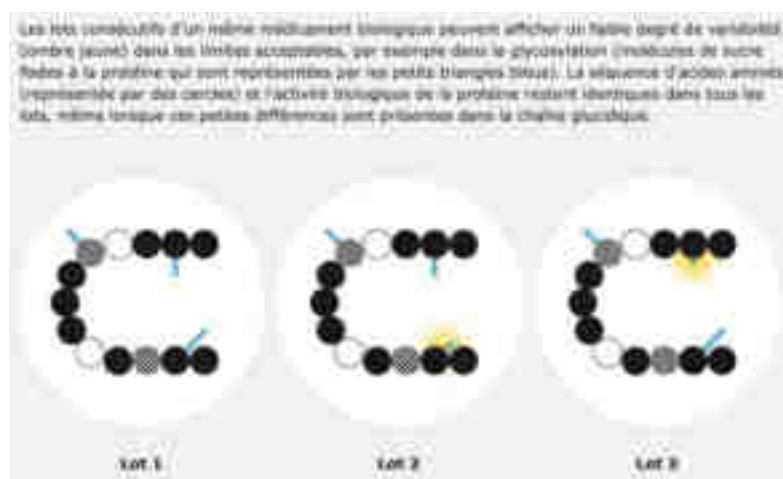 Les lots consécutifs d'un même médicament biologique peuvent afficher un faible degré de variabilité
(ombre jaune) dans les limites acceptables, par exemple dans la glycosylation (molécules de sucre
fixées à la protéine qui sont représentées par les petits triangles bleus). La séquence d'acides aminés
(représentée par des cercles) et l'activité biologique de la protéine restent identiques dans tous les
lots, même lorsque ces petites différences sont présentes dans la chaîne glucidique.
Lot 1 Lot 2 Lot 3